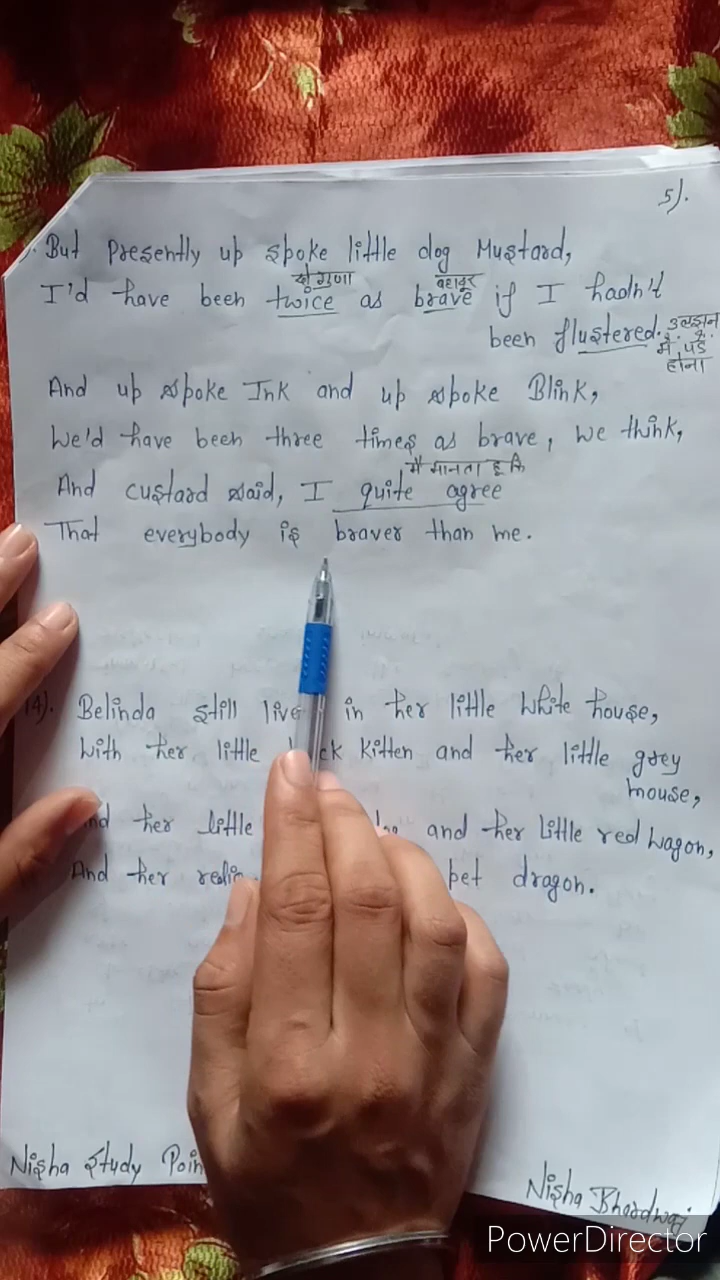 5).
But presently up spoke little dog Mustard,
दो गुणा बहादुर
I'd have been twice as brave if I hadn't
been flustered. उलझन
में पड़े
होना
And up spoke Ink and up spoke Blink,
We'd have been three times as brave, we think,
मैं मानता हू कि
And custard said, I quite agree
That everybody is braver than me.
14). Belinda still live in her little white house,
With her little kitten and her little grey
mouse,
And her little and her little red wagon,
And her pet dragon.
Nisha Study
Nisha Bhardwaj
PowerDirector